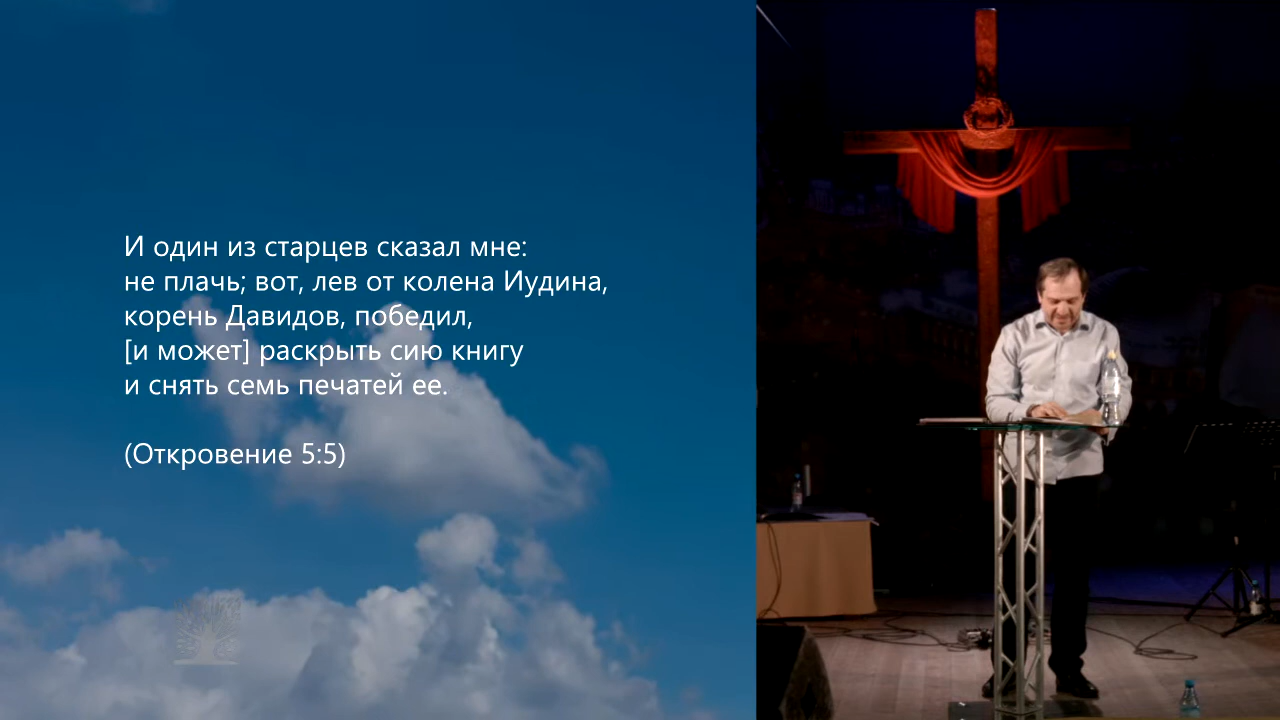 И один из старцев сказал мне:
не плачь; вот, лев от колена Иудина,
корень Давидов, победил,
[и может] раскрыть сию книгу
и снять семь печатей ее.
(Откровение 5:5)